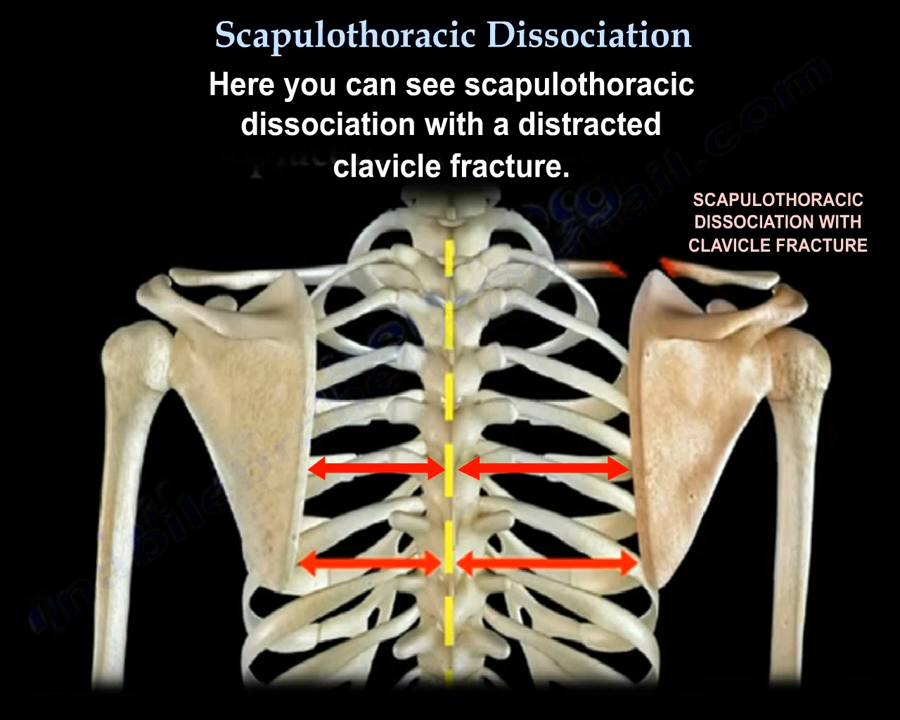 Scapulothoracic Dissociation
Here you can see scapulothoracic
dissociation with a distracted
clavicle fracture.
SCAPULOTHORACIC
DISSOCIATION WITH
CLAVICLE FRACTURE